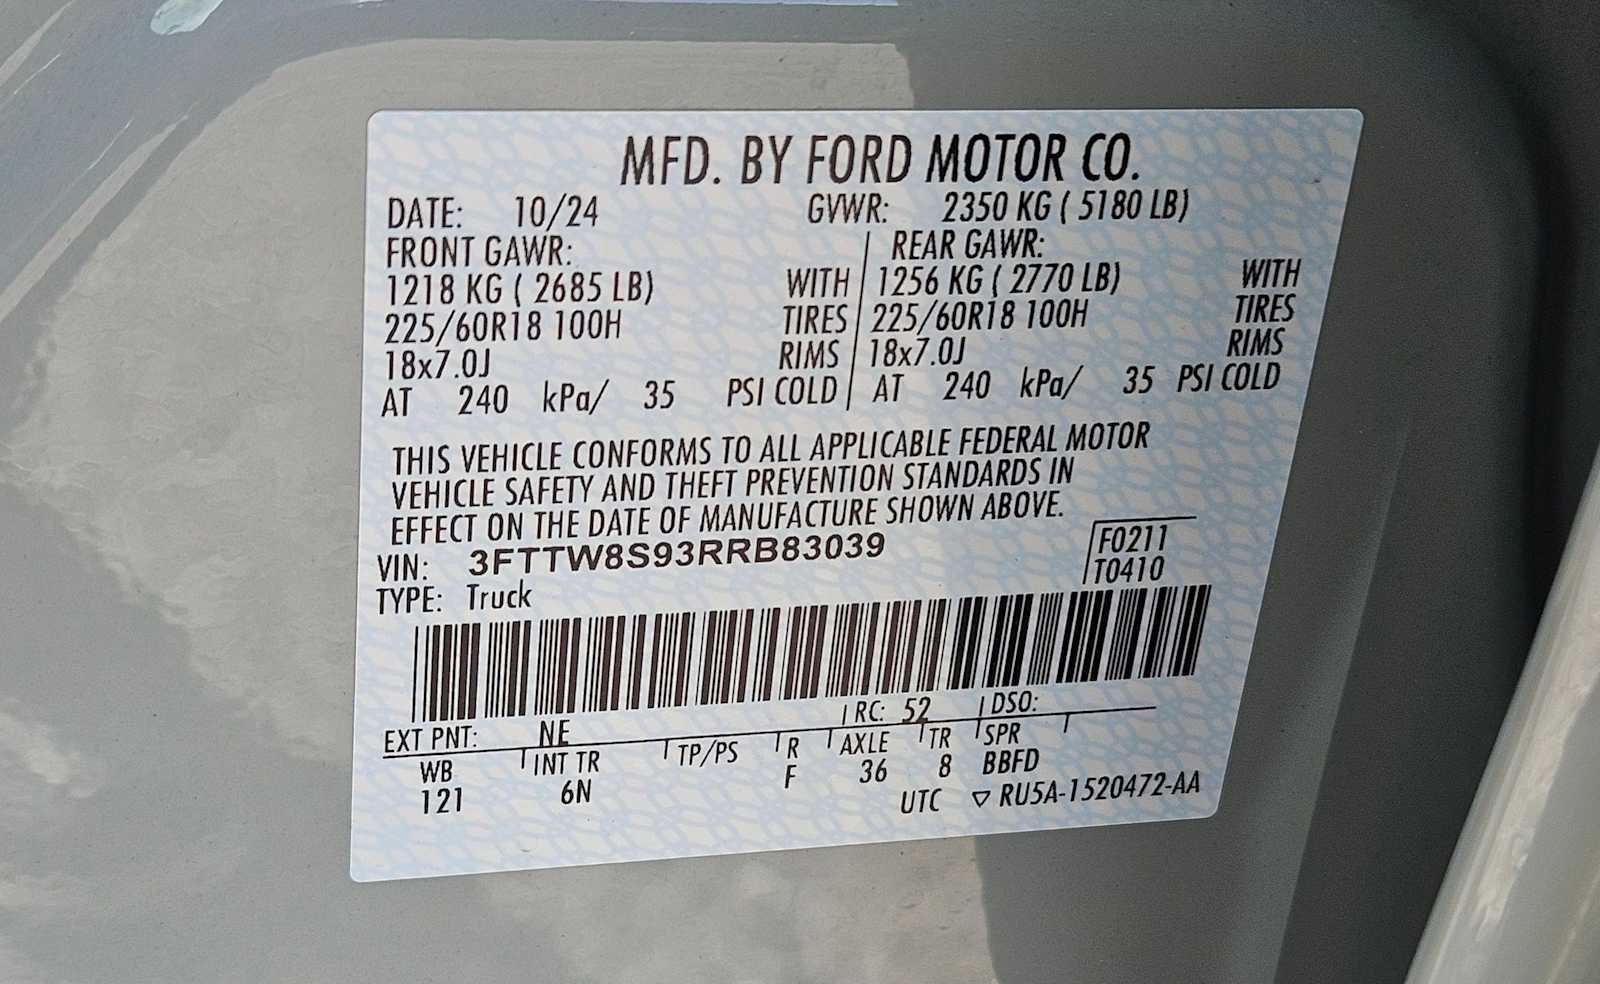 MFD. BY FORD MOTOR CO.
DATE: 10/24 GVWR: 2350 KG ( 5180 LB)
FRONT GAWR: REAR GAWR:
1218 KG ( 2685 LB) WITH 1256 KG ( 2770 LB) WITH
225/60R18 100H TIRES 225/60R18 100H TIRES
18x7.0J RIMS 18x7.0J RIMS
AT 240 kPa/ 35 PSI COLD AT 240 kPa/ 35 PSI COLD
THIS VEHICLE CONFORMS TO ALL APPLICABLE FEDERAL MOTOR
VEHICLE SAFETY AND THEFT PREVENTION STANDARDS IN
EFFECT ON THE DATE OF MANUFACTURE SHOWN ABOVE.
VIN: 3FTTW8S93RRB83039 F0211
TYPE: Truck T0410
EXT PNT: NE RC: 52 DSO:
WB INT TR TP/PS R AXLE TR SPR
121 6N F 36 8 BBFD
UTC ▽ RU5A-1520472-AA